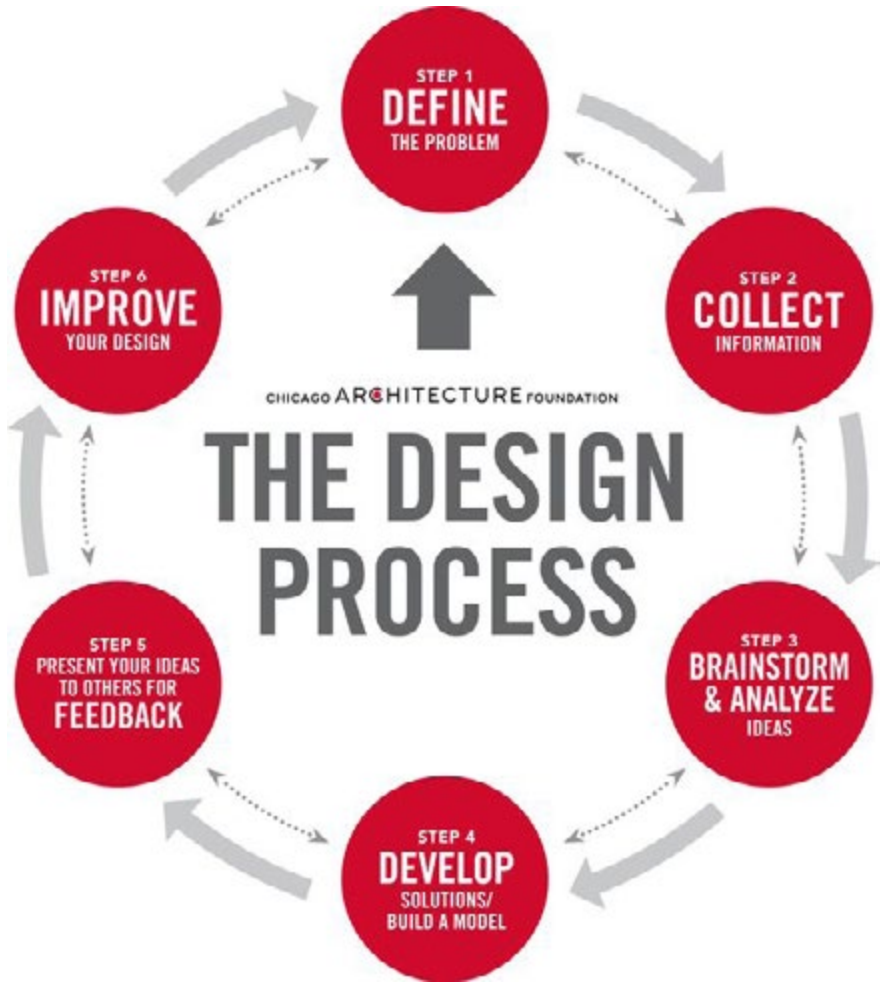 STEP 1
DEFINE
THE PROBLEM
STEP 2
COLLECT
INFORMATION
STEP 3
BRAINSTORM
& ANALYZE
IDEAS
STEP 4
DEVELOP
SOLUTIONS/
BUILD A MODEL
STEP 5
PRESENT YOUR IDEAS
TO OTHERS FOR
FEEDBACK
STEP 6
IMPROVE
YOUR DESIGN
CHICAGO ARCHITECTURE FOUNDATION
THE DESIGN
PROCESS